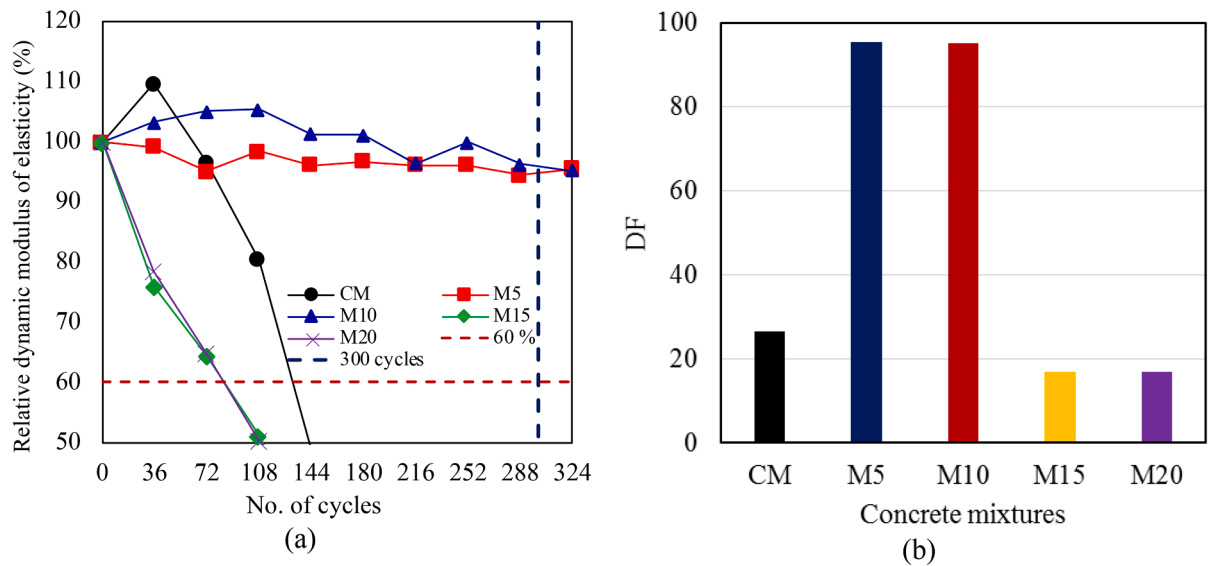 120
110
100
90
80
70
60
50
Relative dynamic modulus of elasticity (%)
CM
M5
M10
M15
M20
60 %
300 cycles
0 36 72 108 144 180 216 252 288 324
No. of cycles
(a)
100
80
60
40
20
0
DF
CM M5 M10 M15 M20
Concrete mixtures
(b)